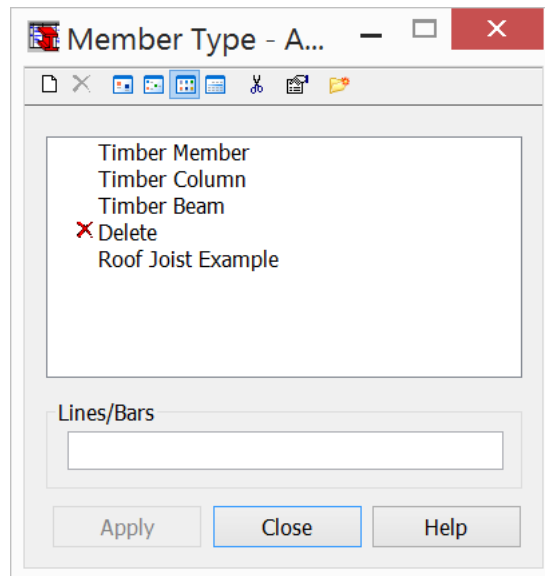 Member Type - A...
Timber Member
Timber Column
Timber Beam
Delete
Roof Joist Example
Lines/Bars
Apply Close Help